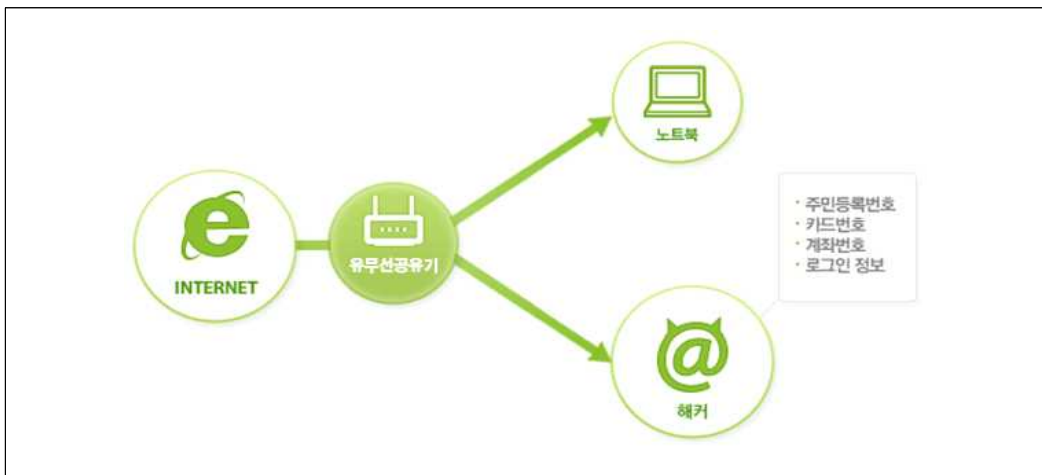 노트북
· 주민등록번호
· 카드번호
· 계좌번호
· 로그인 정보
유무선공유기
INTERNET
해커